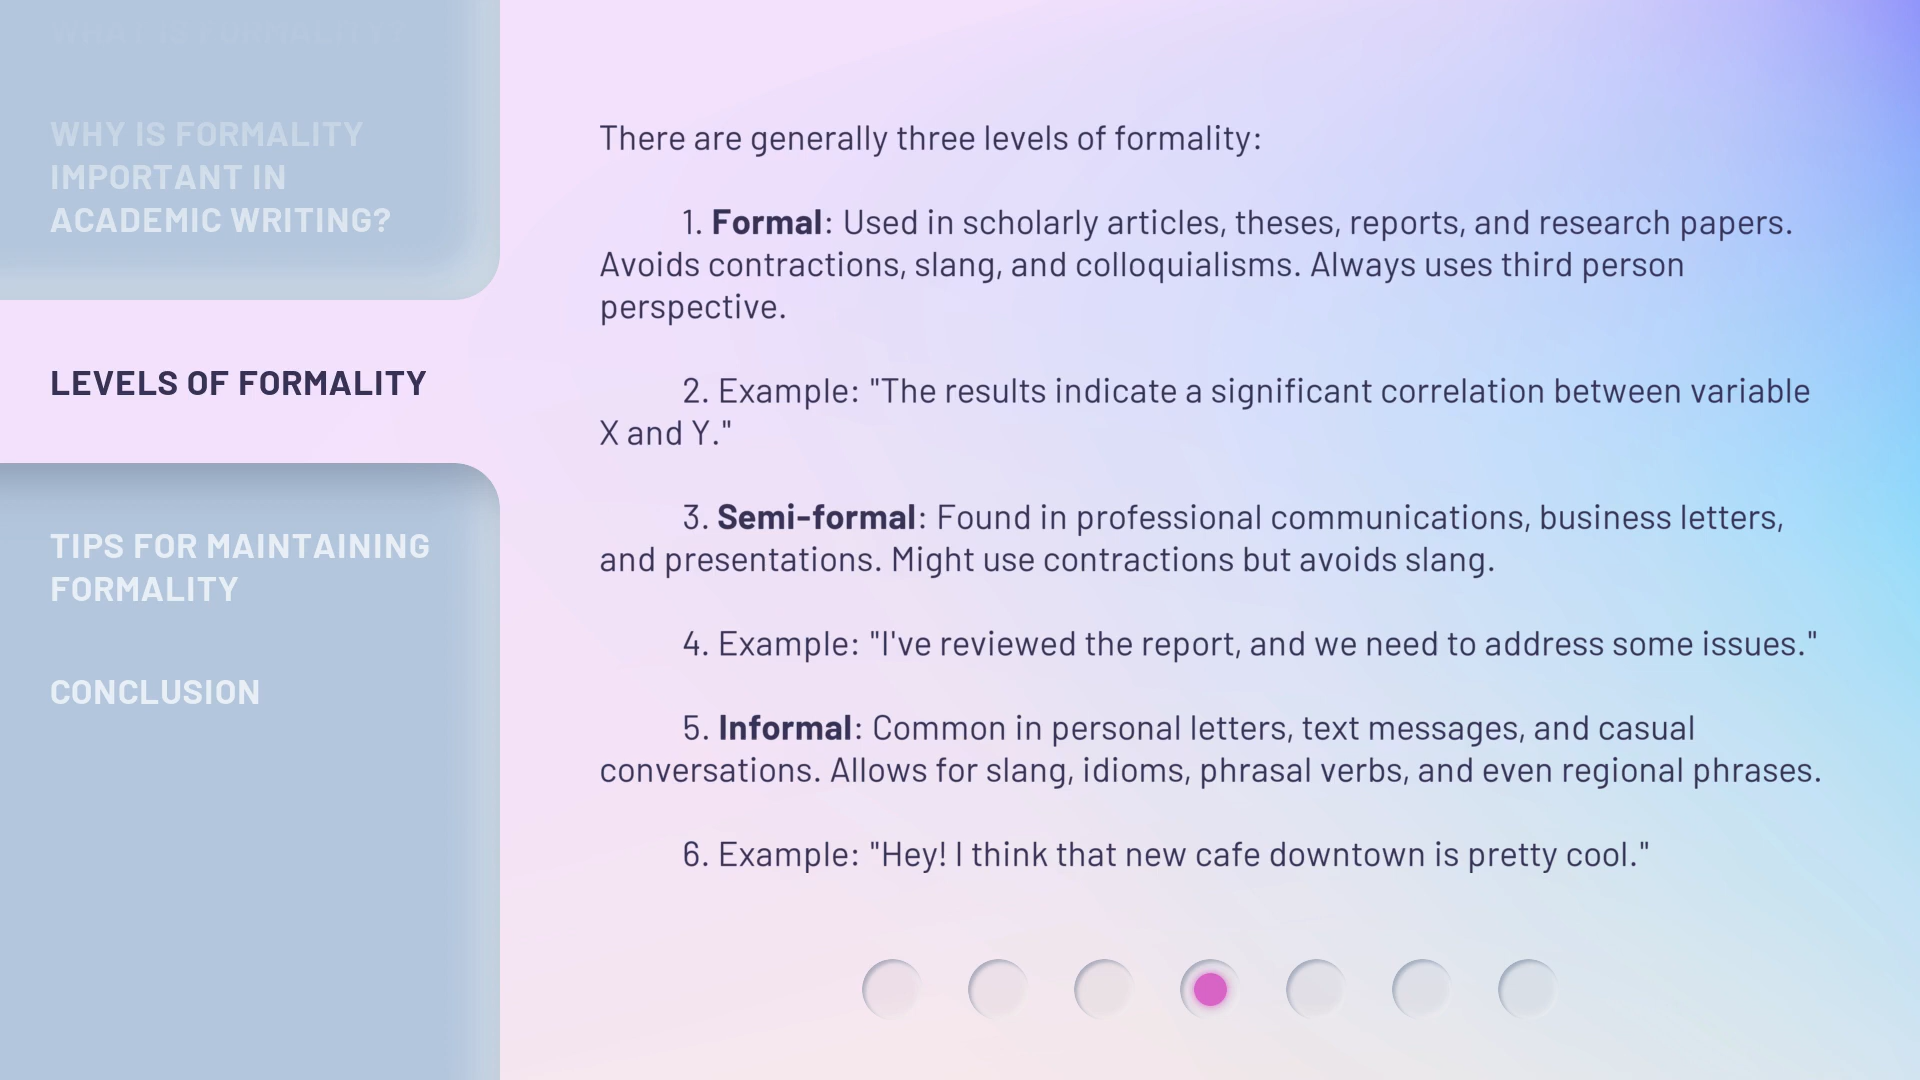 WHAT IS FORMALITY?
WHY IS FORMALITY
IMPORTANT IN
ACADEMIC WRITING?
LEVELS OF FORMALITY
TIPS FOR MAINTAINING
FORMALITY
CONCLUSION
There are generally three levels of formality:
1. Formal: Used in scholarly articles, theses, reports, and research papers.
Avoids contractions, slang, and colloquialisms. Always uses third person
perspective.
2. Example: "The results indicate a significant correlation between variable
X and Y."
3. Semi-formal: Found in professional communications, business letters,
and presentations. Might use contractions but avoids slang.
4. Example: "I've reviewed the report, and we need to address some issues."
5. Informal: Common in personal letters, text messages, and casual
conversations. Allows for slang, idioms, phrasal verbs, and even regional phrases.
6. Example: "Hey! I think that new cafe downtown is pretty cool."